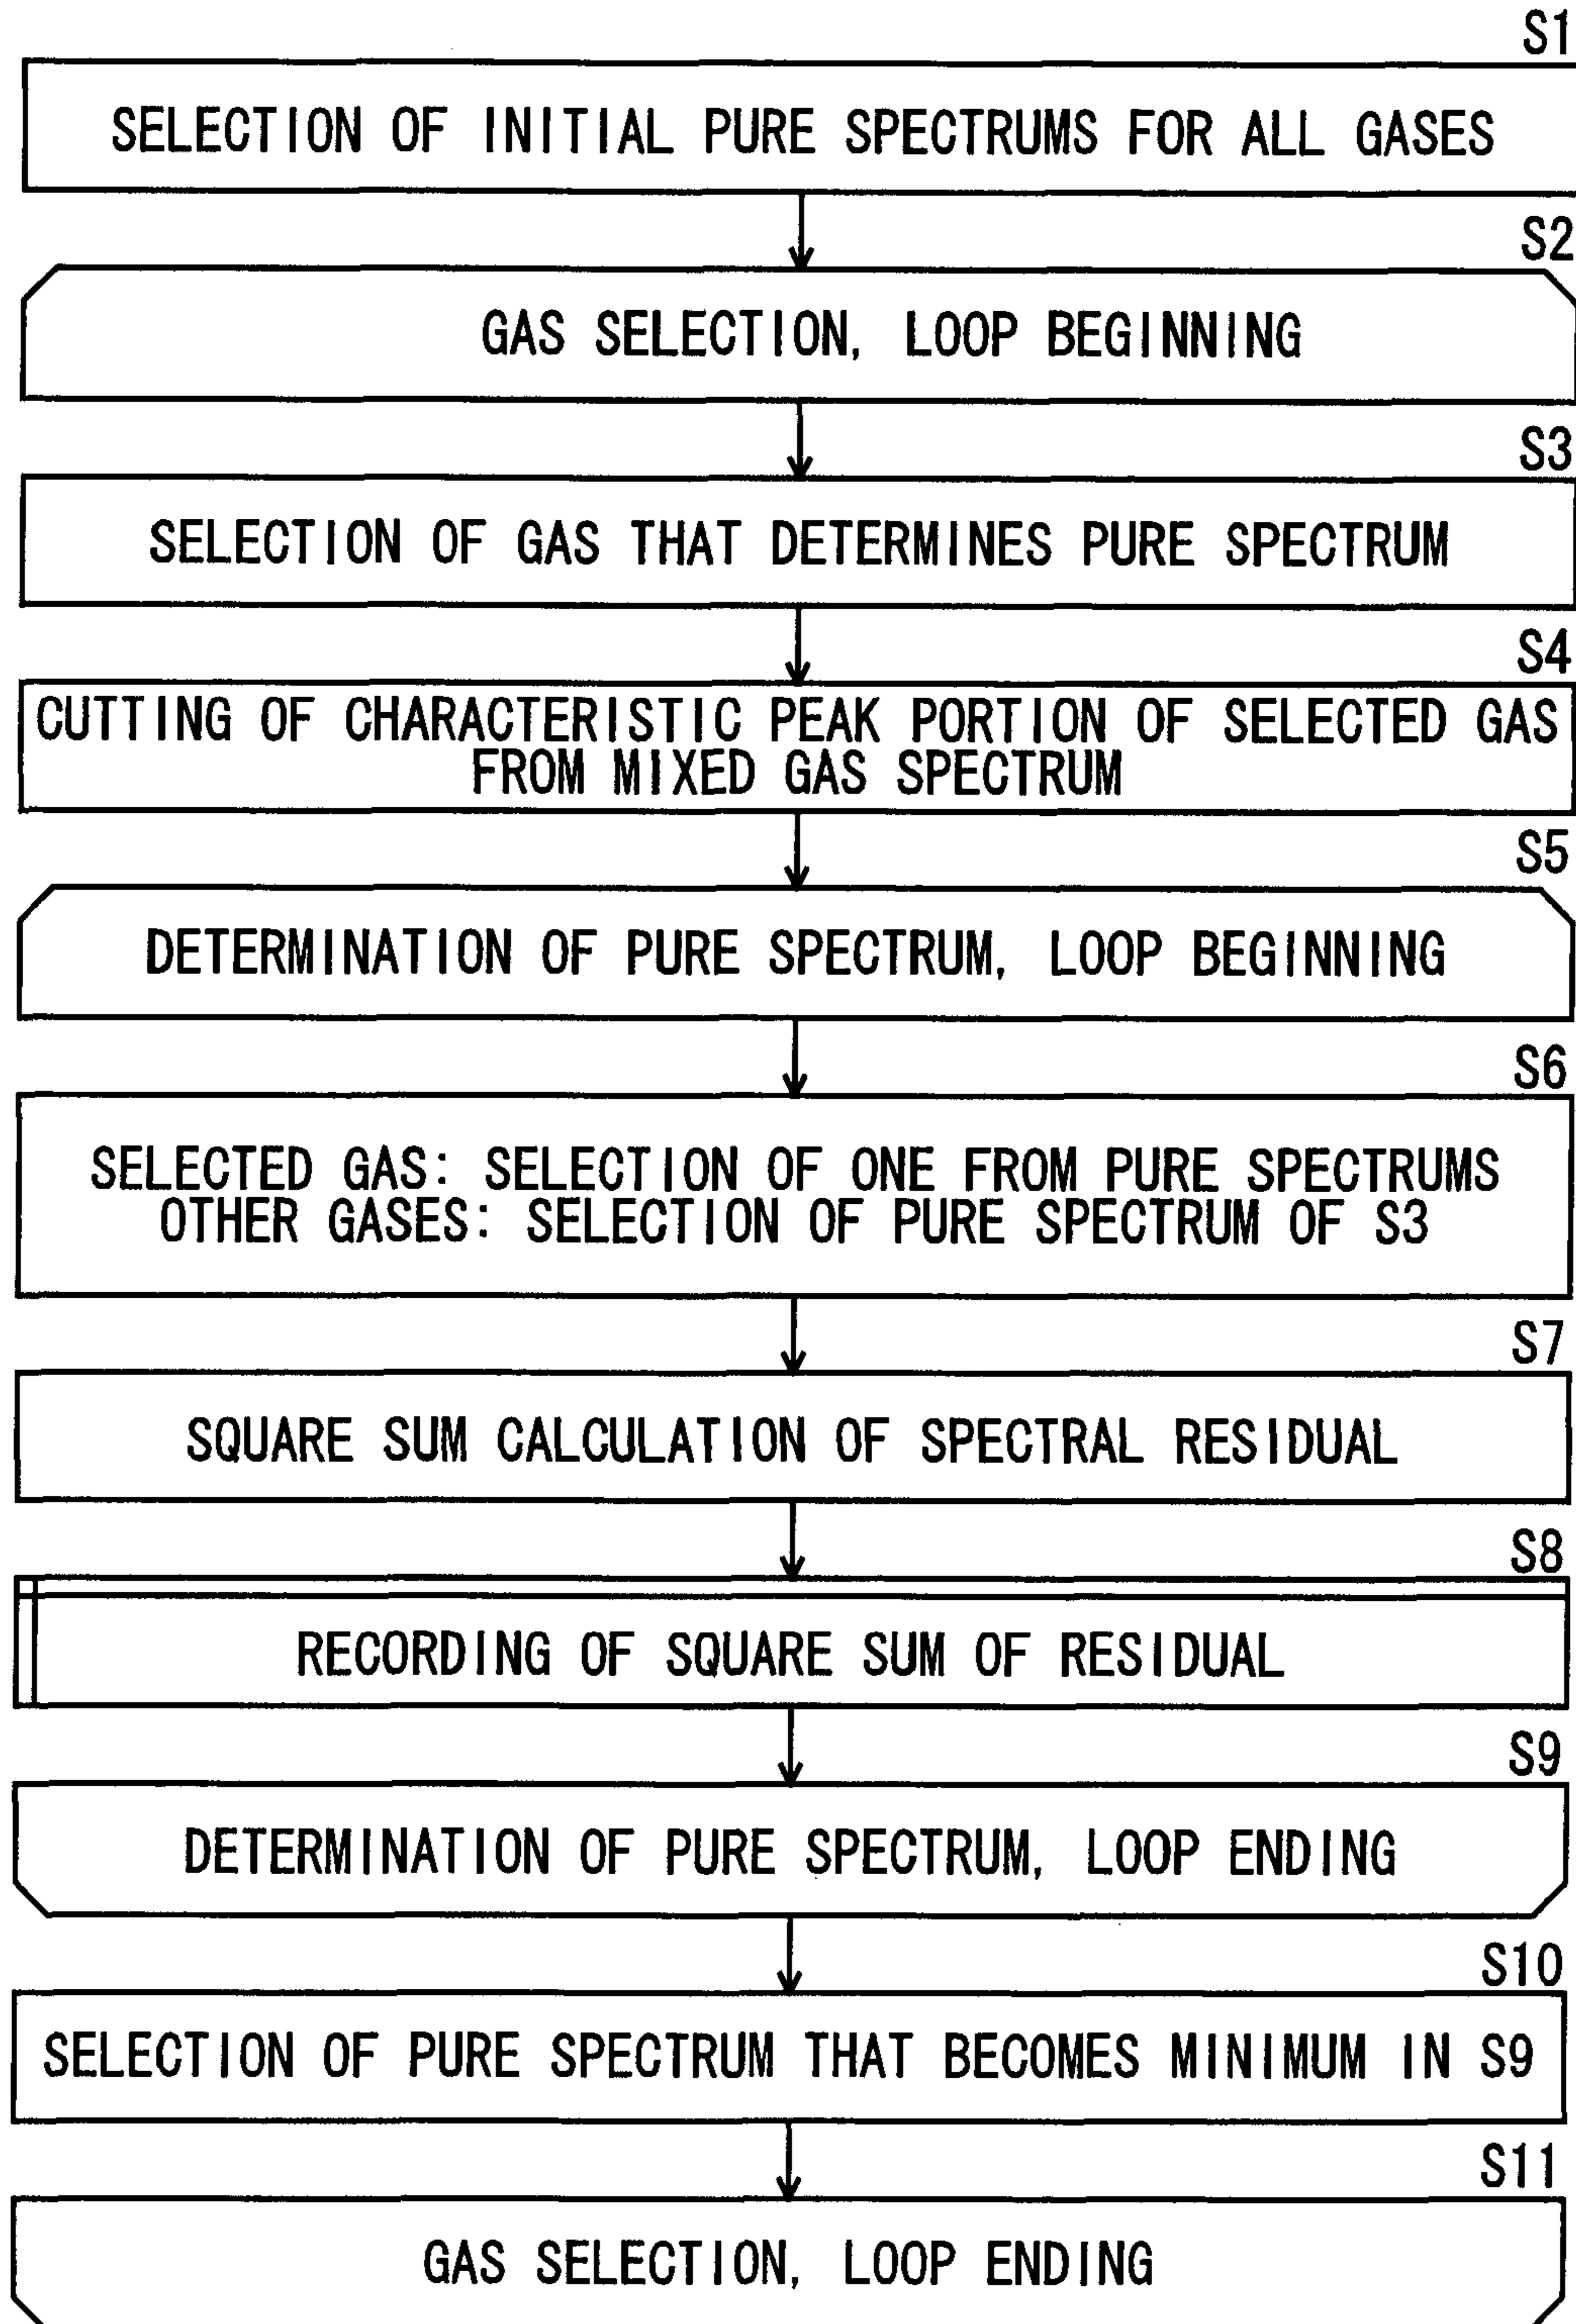 S1
SELECTION OF INITIAL PURE SPECTRUMS FOR ALL GASES
S2
GAS SELECTION, LOOP BEGINNING
S3
SELECTION OF GAS THAT DETERMINES PURE SPECTRUM
S4
CUTTING OF CHARACTERISTIC PEAK PORTION OF SELECTED GAS
FROM MIXED GAS SPECTRUM
S5
DETERMINATION OF PURE SPECTRUM, LOOP BEGINNING
S6
SELECTED GAS: SELECTION OF ONE FROM PURE SPECTRUMS
OTHER GASES: SELECTION OF PURE SPECTRUM OF S3
S7
SQUARE SUM CALCULATION OF SPECTRAL RESIDUAL
S8
RECORDING OF SQUARE SUM OF RESIDUAL
S9
DETERMINATION OF PURE SPECTRUM, LOOP ENDING
S10
SELECTION OF PURE SPECTRUM THAT BECOMES MINIMUM IN S9
S11
GAS SELECTION, LOOP ENDING